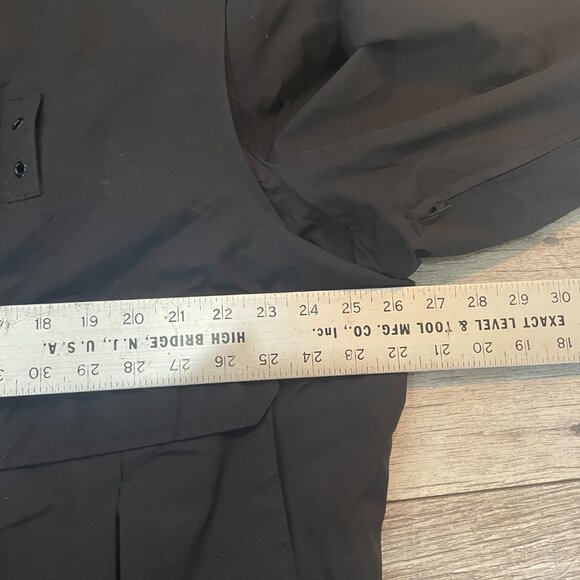 18 19 20 21 22 23 24 25 26 27 28 29 30
EXACT LEVEL & TOOL MFG. CO., Inc.
HIGH BRIDGE, N.J., U.S.A.
18 19 20 21 22 23 24 25 26 27 28 29 30